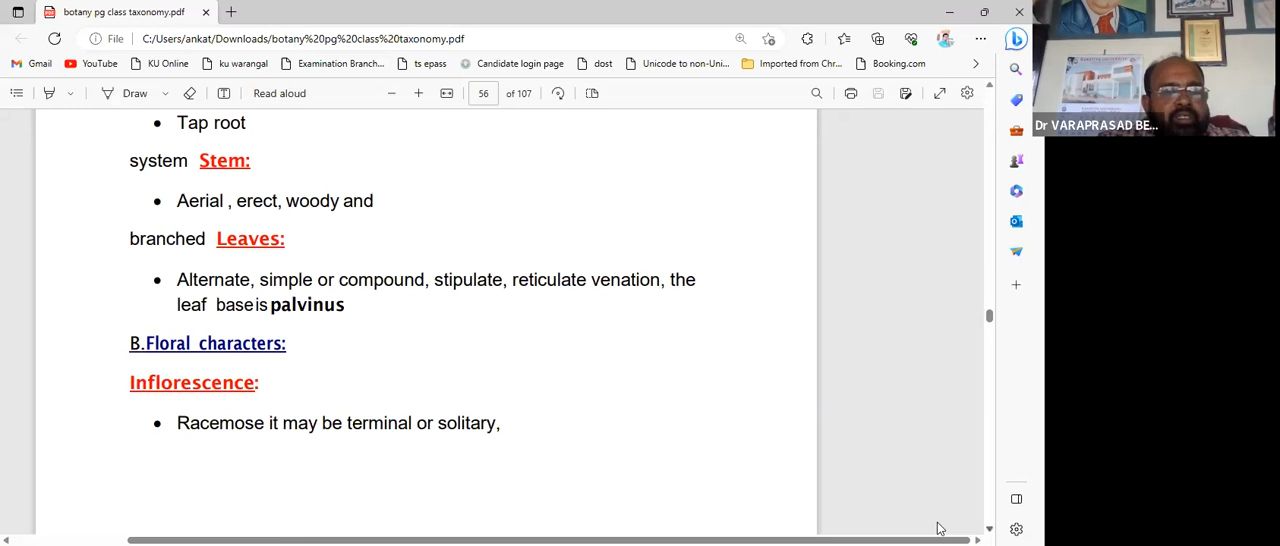 botany pg class taxonomy.pdf
File
C:/Users/ankat/Downloads/botany%20pg%20class%20taxonomy.pdf
Gmail YouTube KU Online ku warangal Examination Branch... ts epass Candidate login page dost Unicode to non-Uni... Imported from Chr... Booking.com
Draw Read aloud 56 of 107
Dr VARAPRASAD BE...
• Tap root
system Stem:
• Aerial , erect, woody and
branched Leaves:
• Alternate, simple or compound, stipulate, reticulate venation, the
leaf base is palvinus
B.Floral characters:
Inflorescence:
• Racemose it may be terminal or solitary,